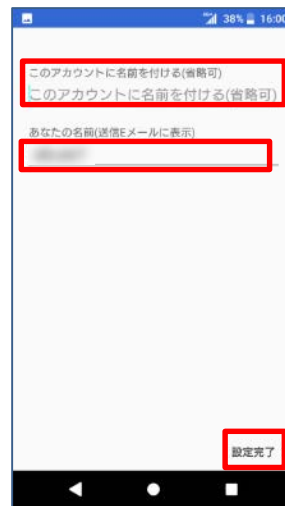 38% 16:00
このアカウントに名前を付ける(省略可)
このアカウントに名前を付ける(省略可)
あなたの名前(送信Eメールに表示)
設定完了